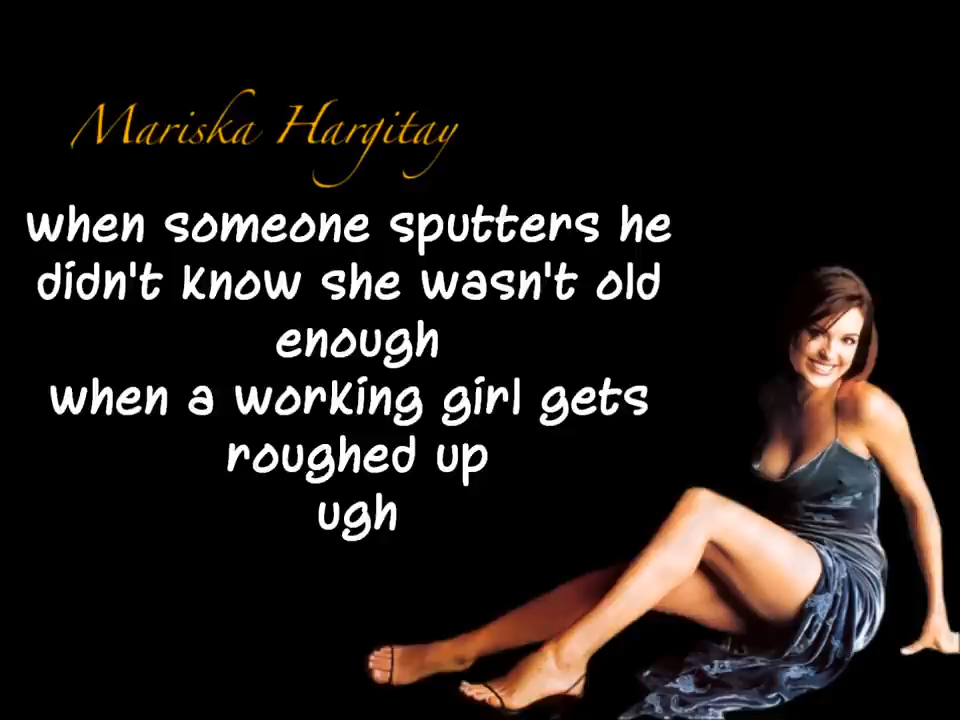 Mariska Hargitay
when someone sputters he
didn't know she wasn't old
enough
when a working girl gets
roughed up
ugh